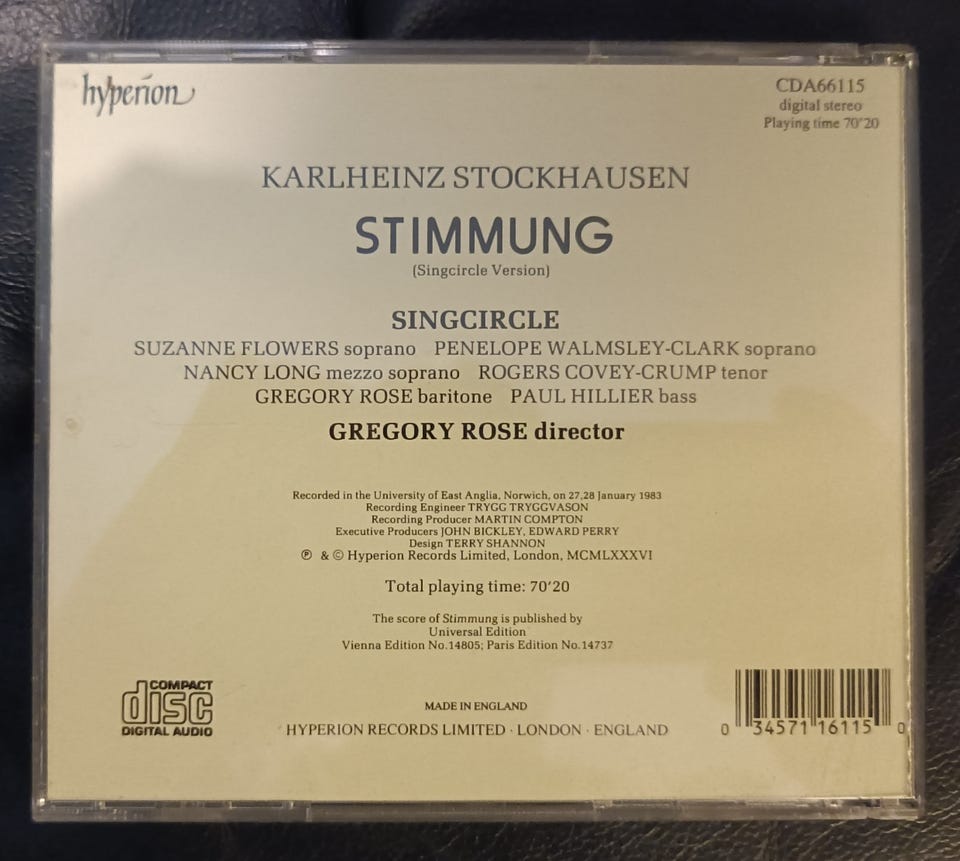 hyperion
CDA66115
digital stereo
Playing time 70'20
KARLHEINZ STOCKHAUSEN
STIMMUNG
(Singcircle Version)
SINGCIRCLE
SUZANNE FLOWERS soprano PENELOPE WALMSLEY-CLARK soprano
NANCY LONG mezzo soprano ROGERS COVEY-CRUMP tenor
GREGORY ROSE baritone PAUL HILLIER bass
GREGORY ROSE director
Recorded in the University of East Anglia, Norwich, on 27,28 January 1983
Recording Engineer TRYGG TRYGGVASON
Recording Producer MARTIN COMPTON
Executive Producers JOHN BICKLEY, EDWARD PERRY
Design TERRY SHANNON
℗ & © Hyperion Records Limited, London, MCMLXXXVI
Total playing time: 70'20
The score of Stimmung is published by
Universal Edition
Vienna Edition No.14805; Paris Edition No.14737
COMPACT
disc
DIGITAL AUDIO
MADE IN ENGLAND
HYPERION RECORDS LIMITED · LONDON · ENGLAND
0 34571 16115 0